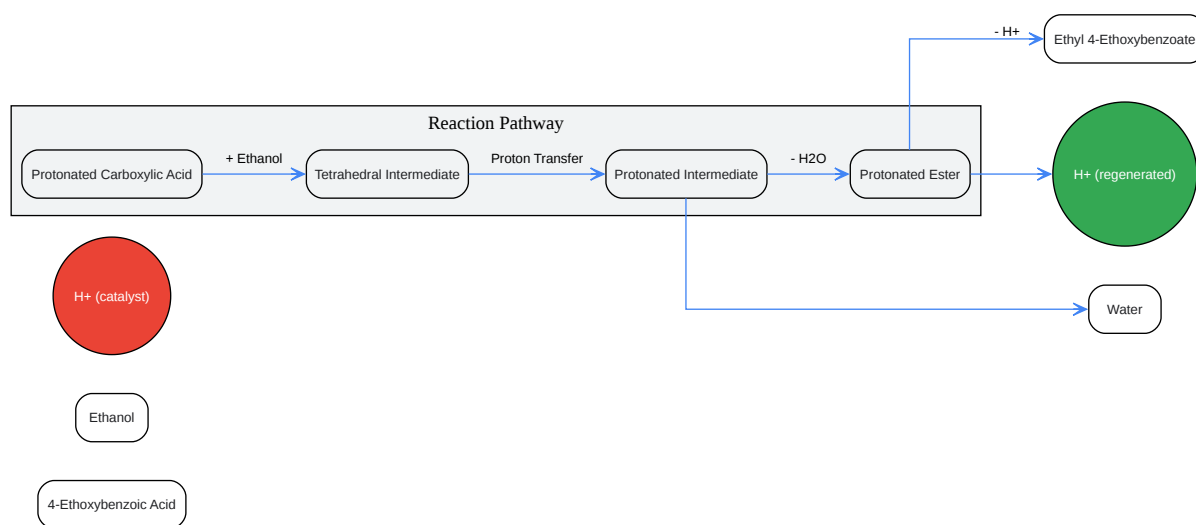 - H+
Ethyl 4-Ethoxybenzoate
Reaction Pathway
Protonated Carboxylic Acid
+ Ethanol
Tetrahedral Intermediate
Proton Transfer
Protonated Intermediate
- H2O
Protonated Ester
H+ (regenerated)
H+ (catalyst)
Water
Ethanol
4-Ethoxybenzoic Acid